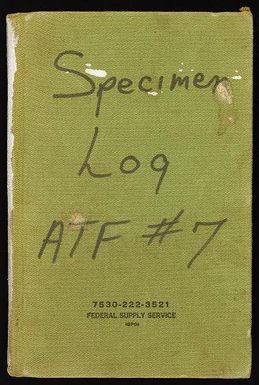 Specimen
Log
ATF #7
7530-222-3521
FEDERAL SUPPLY SERVICE